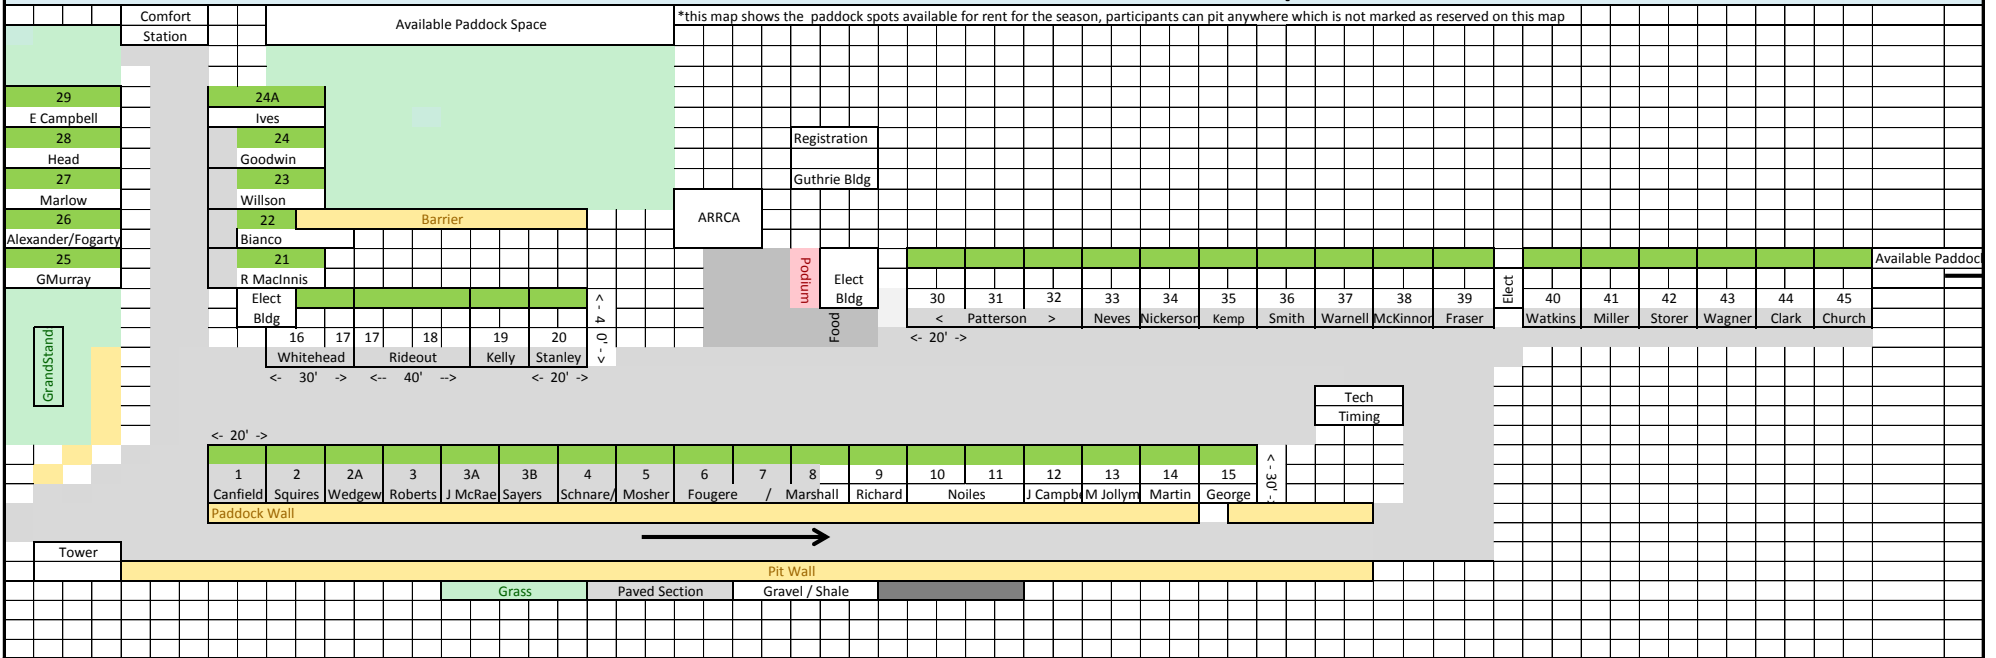 Comfort
Station
Available Paddock Space
*this map shows the paddock spots available for rent for the season, participants can pit anywhere which is not marked as reserved on this map
29
E Campbell
28
Head
27
Marlow
26
Alexander/Fogarty
25
GMurray
24A
Ives
24
Goodwin
23
Willson
22
Bianco
21
R MacInnis
Barrier
Registration
Guthrie Bldg
ARRCA
Podium
Elect
Bldg
Food
Elect
Bldg
16 17 17 18 19 20
Whitehead Rideout Kelly Stanley
<- 30' -> <-- 40' --> <- 20' ->
<- 4 0' ->
30 31 32 33 34 35 36 37 38 39
< Patterson > Neves Nickerson Kemp Smith Warnell McKinnon Fraser
<- 20' ->
Elect
40 41 42 43 44 45
Watkins Miller Storer Wagner Clark Church
Available Paddoc
GrandStand
Tech
Timing
<- 20' ->
1 2 2A 3 3A 3B 4 5 6 7 8 9 10 11 12 13 14 15
Canfield Squires Wedgew Roberts J McRae Sayers Schnare/ Mosher Fougere / Marshall Richard Noiles J Campbe M Jollym Martin George
<- 30' ->
Paddock Wall
Tower
Pit Wall
Grass Paved Section Gravel / Shale